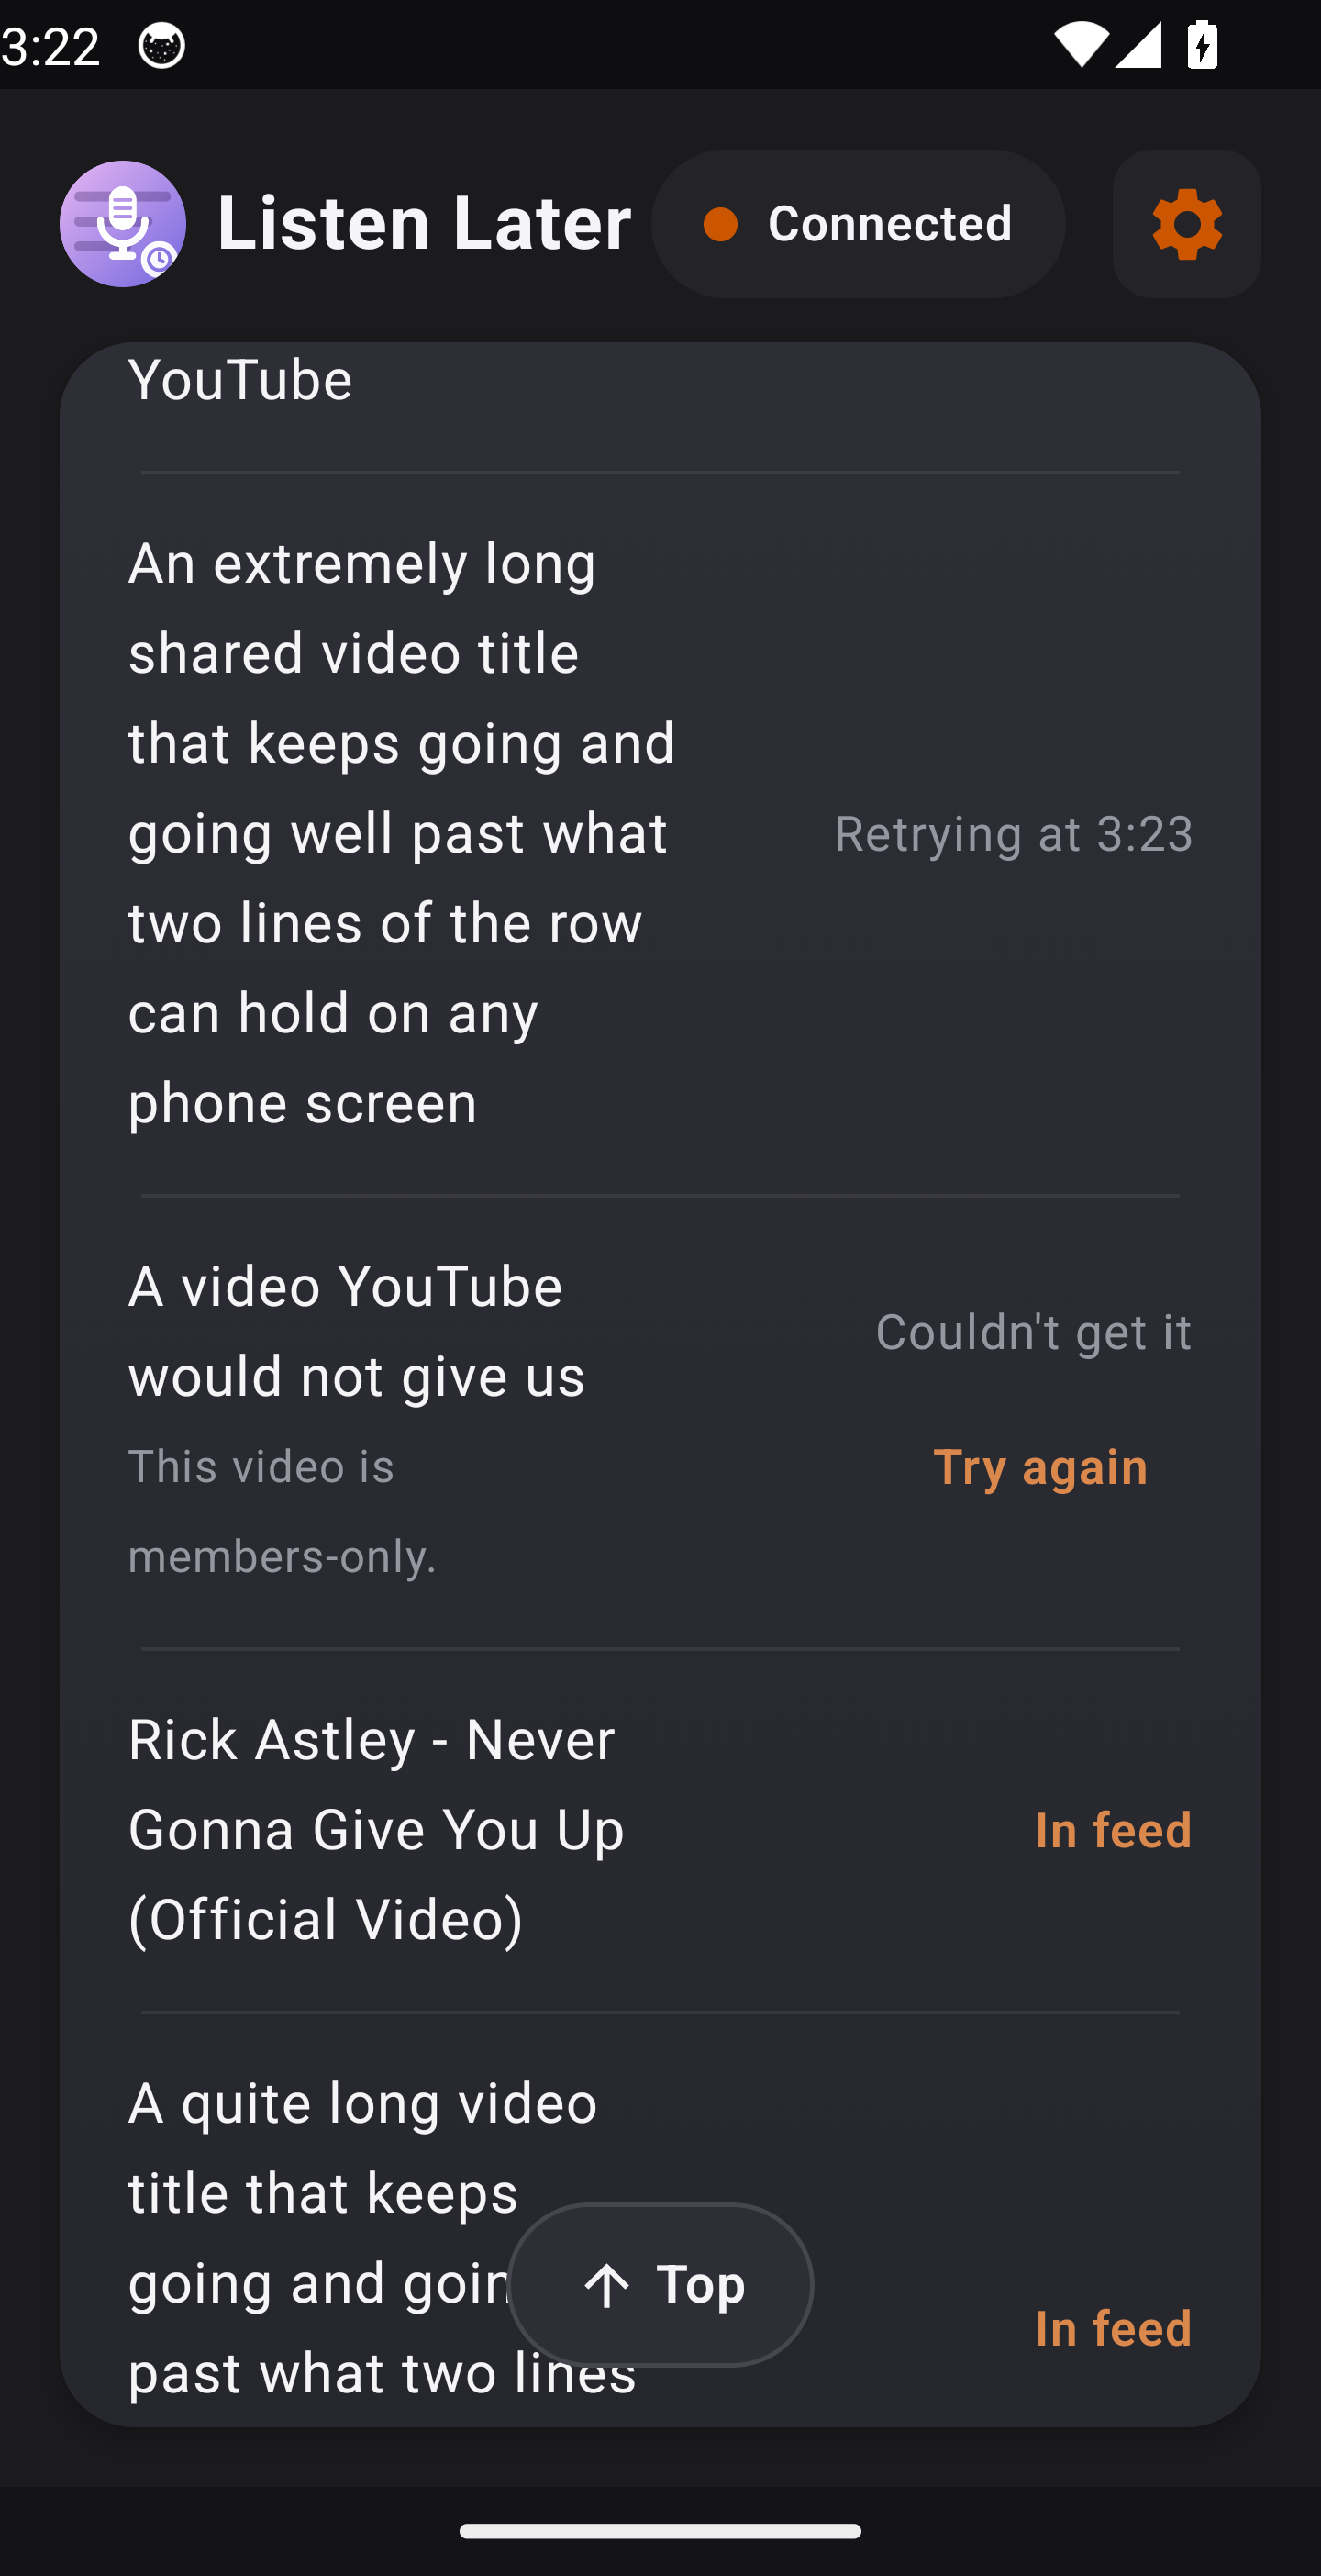 3:22
Listen Later
Connected
YouTube
An extremely long
shared video title
that keeps going and
going well past what
two lines of the row
can hold on any
phone screen
Retrying at 3:23
A video YouTube
would not give us
This video is
members-only.
Couldn't get it
Try again
Rick Astley - Never
Gonna Give You Up
(Official Video)
In feed
A quite long video
title that keeps
going and goin
past what two lines
Top
In feed